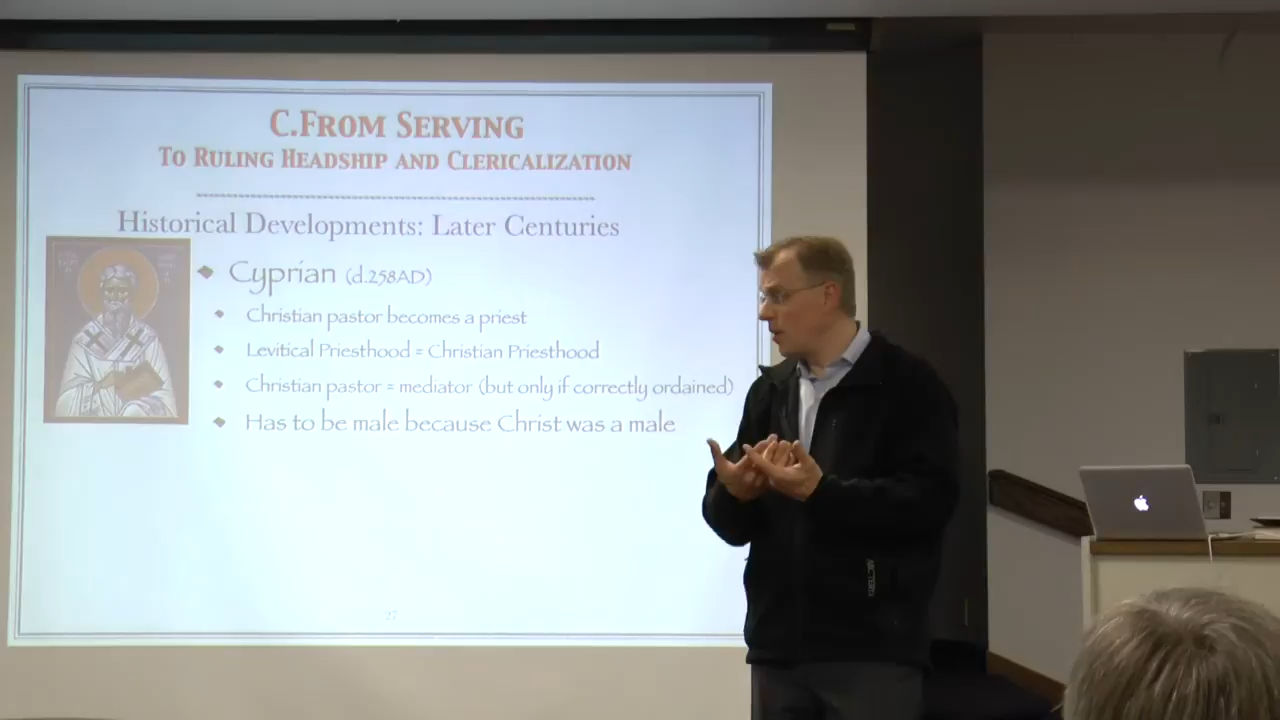 C.From Serving
To Ruling Headship and Clericalization
Historical Developments: Later Centuries
Cyprian (d.258AD)
Christian pastor becomes a priest
Levitical Priesthood = Christian Priesthood
Christian pastor = mediator (but only if correctly ordained)
Has to be male because Christ was a male
27